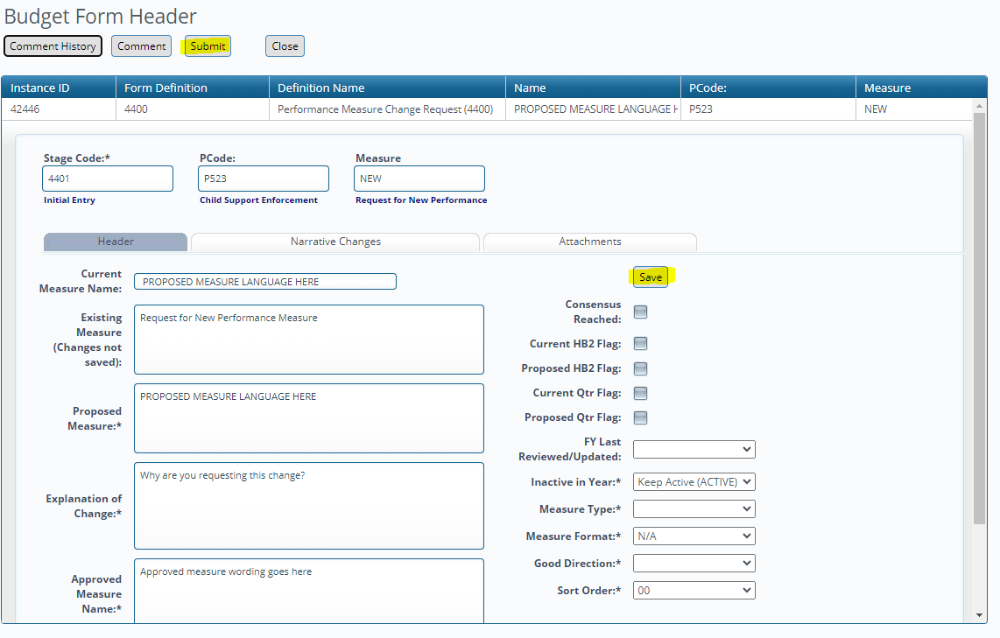 Budget Form Header
Comment History Comment Submit Close
Instance ID Form Definition Definition Name Name PCode: Measure
42446 4400 Performance Measure Change Request (4400) PROPOSED MEASURE LANGUAGE P523 NEW
Stage Code:* PCode: Measure
4401 P523 NEW
Initial Entry Child Support Enforcement Request for New Performance
Header Narrative Changes Attachments
Current
Measure Name:
PROPOSED MEASURE LANGUAGE HERE
Save
Existing
Measure
(Changes not
saved):
Request for New Performance Measure
Consensus
Reached:
Current HB2 Flag:
Proposed HB2 Flag:
Proposed
Measure:*
PROPOSED MEASURE LANGUAGE HERE
Current Qtr Flag:
Proposed Qtr Flag:
FY Last
Reviewed/Updated:
Explanation of
Change:*
Why are you requesting this change?
Inactive in Year:* Keep Active (ACTIVE)
Measure Type:*
Measure Format:* N/A
Approved
Measure
Name:*
Approved measure wording goes here
Good Direction:*
Sort Order:* 00